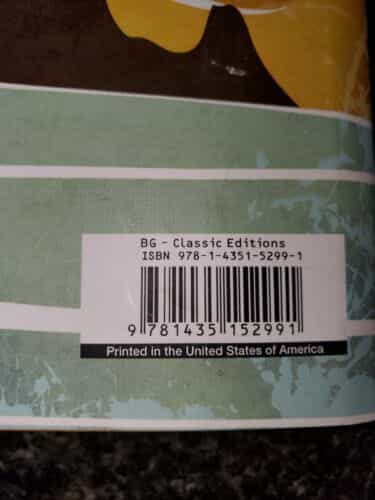 BG - Classic Editions
ISBN 978-1-4351-5299-1
9 781435 152991
Printed in the United States of America